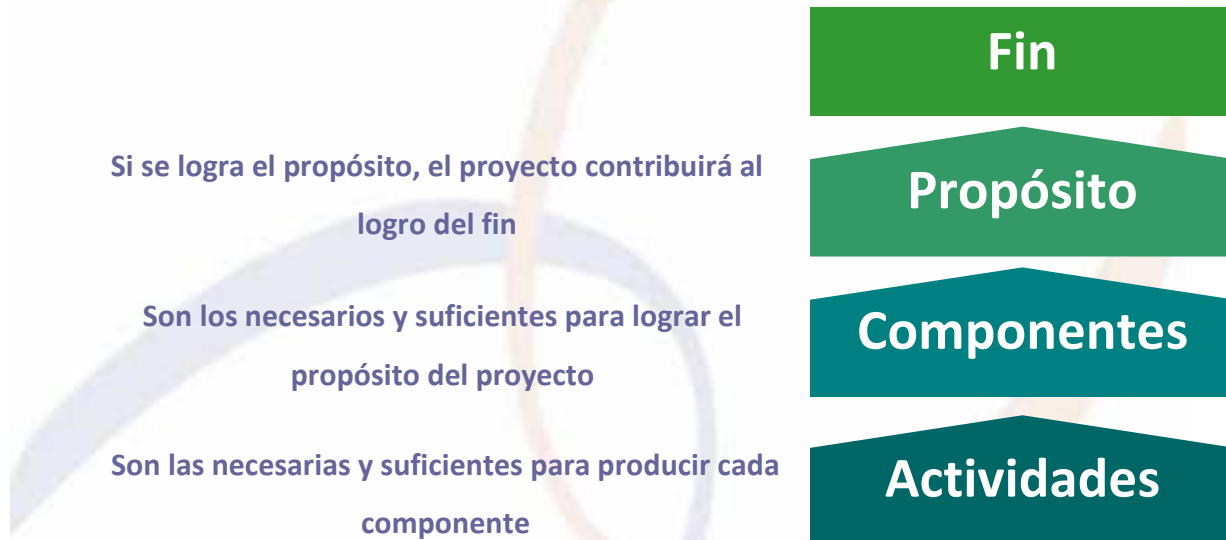 Fin
Si se logra el propósito, el proyecto contribuirá al
logro del fin
Propósito
Son los necesarios y suficientes para lograr el
propósito del proyecto
Componentes
Son las necesarias y suficientes para producir cada
componente
Actividades